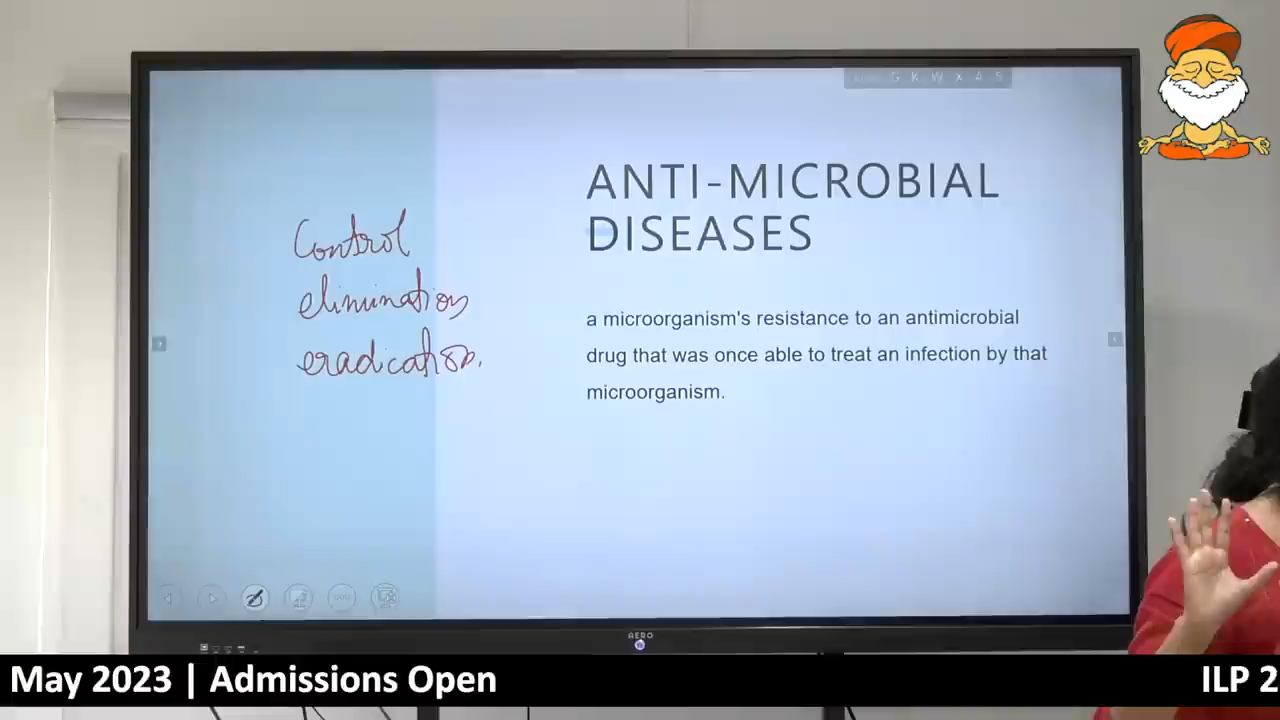 ANTI-MICROBIAL
DISEASES
a microorganism's resistance to an antimicrobial
drug that was once able to treat an infection by that
microorganism.
Control
elimination
eradication.
AERO
May 2023 | Admissions Open
ILP 2